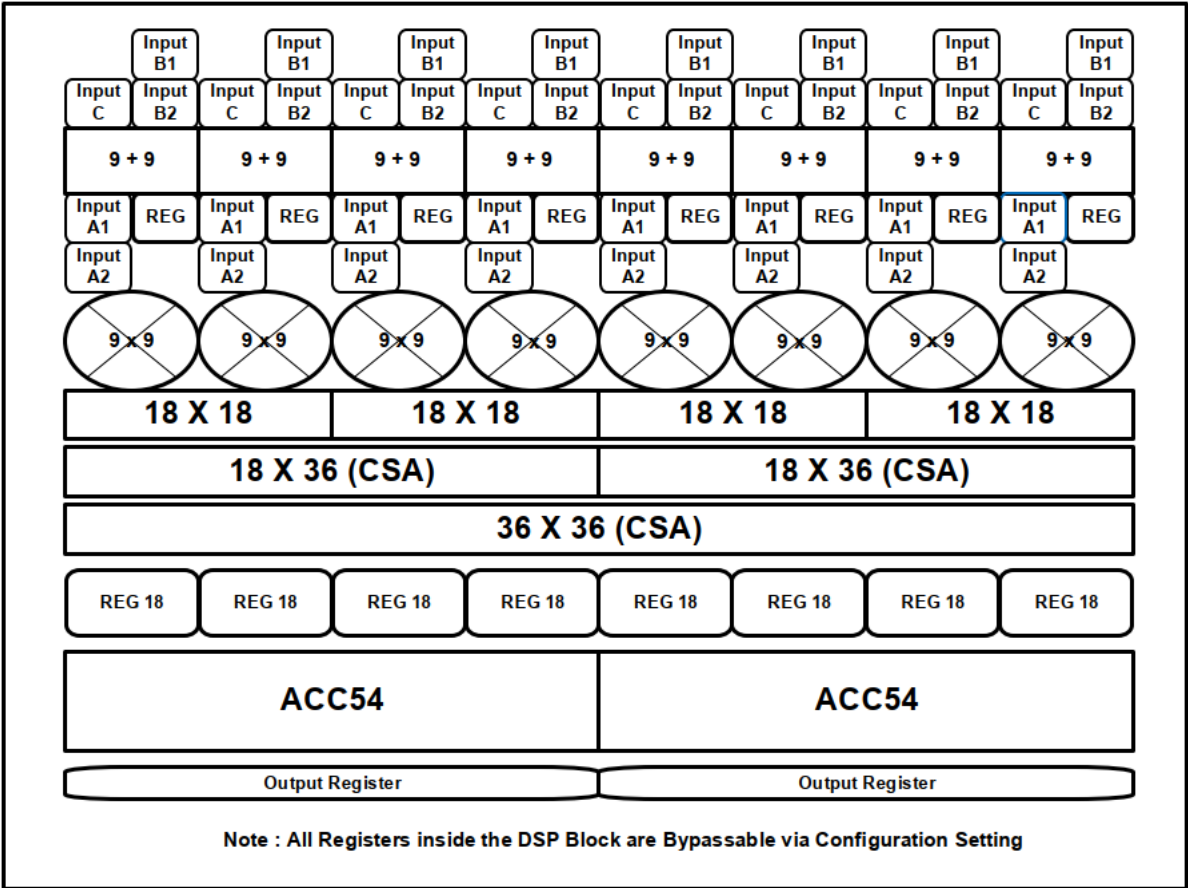 Input B1 Input B1 Input B1 Input B1 Input B1 Input B1 Input B1 Input B1
Input C Input B2 Input C Input B2 Input C Input B2 Input C Input B2 Input C Input B2 Input C Input B2 Input C Input B2 Input C Input B2
9 + 9 9 + 9 9 + 9 9 + 9 9 + 9 9 + 9 9 + 9 9 + 9
Input A1 REG Input A1 REG Input A1 REG Input A1 REG Input A1 REG Input A1 REG Input A1 REG Input A1 REG
Input A2 Input A2 Input A2 Input A2 Input A2 Input A2 Input A2 Input A2
9 x 9 9 x 9 9 x 9 9 x 9 9 x 9 9 x 9 9 x 9 9 x 9
18 X 18 18 X 18 18 X 18 18 X 18
18 X 36 (CSA) 18 X 36 (CSA)
36 X 36 (CSA)
REG 18 REG 18 REG 18 REG 18 REG 18 REG 18 REG 18 REG 18
ACC54 ACC54
Output Register Output Register
Note : All Registers inside the DSP Block are Bypassable via Configuration Setting